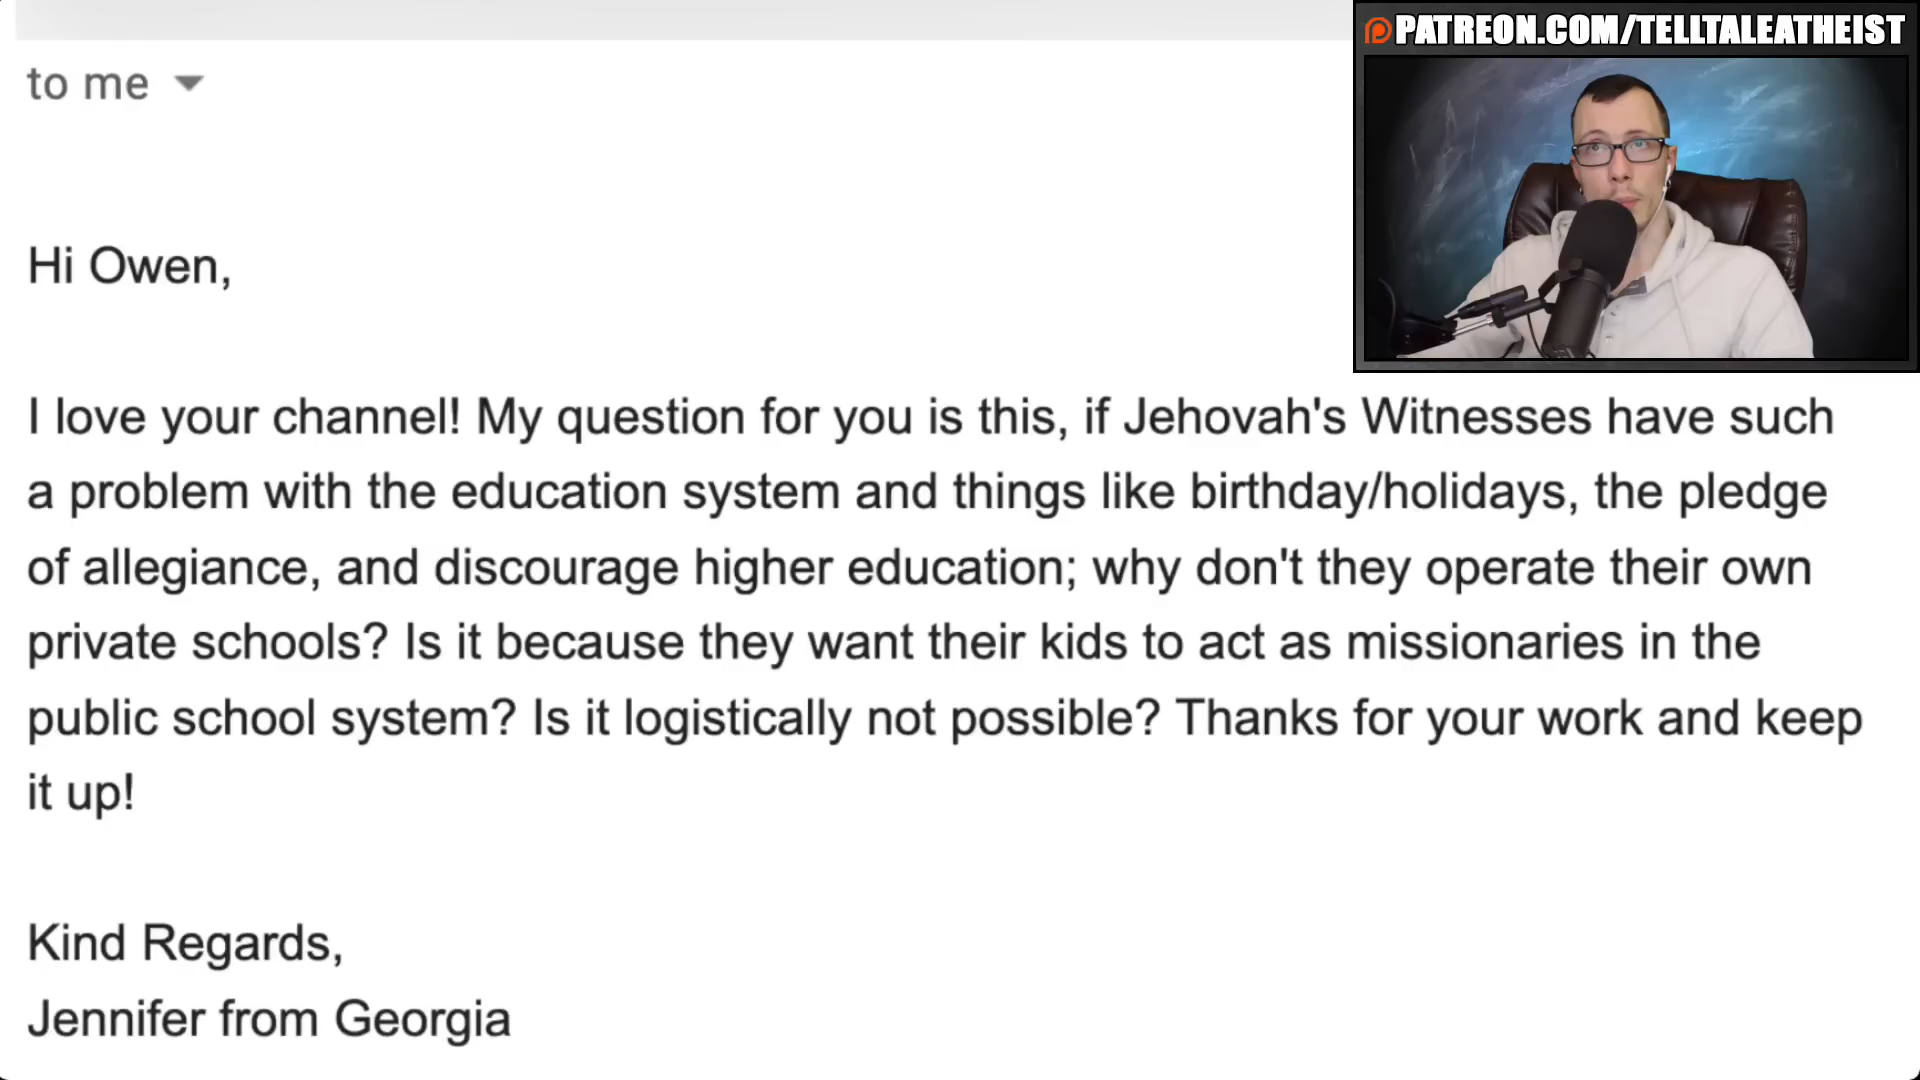 PATREON.COM/TELLTALEATHEIST
to me
Hi Owen,
I love your channel! My question for you is this, if Jehovah's Witnesses have such
a problem with the education system and things like birthday/holidays, the pledge
of allegiance, and discourage higher education; why don't they operate their own
private schools? Is it because they want their kids to act as missionaries in the
public school system? Is it logistically not possible? Thanks for your work and keep
it up!
Kind Regards,
Jennifer from Georgia